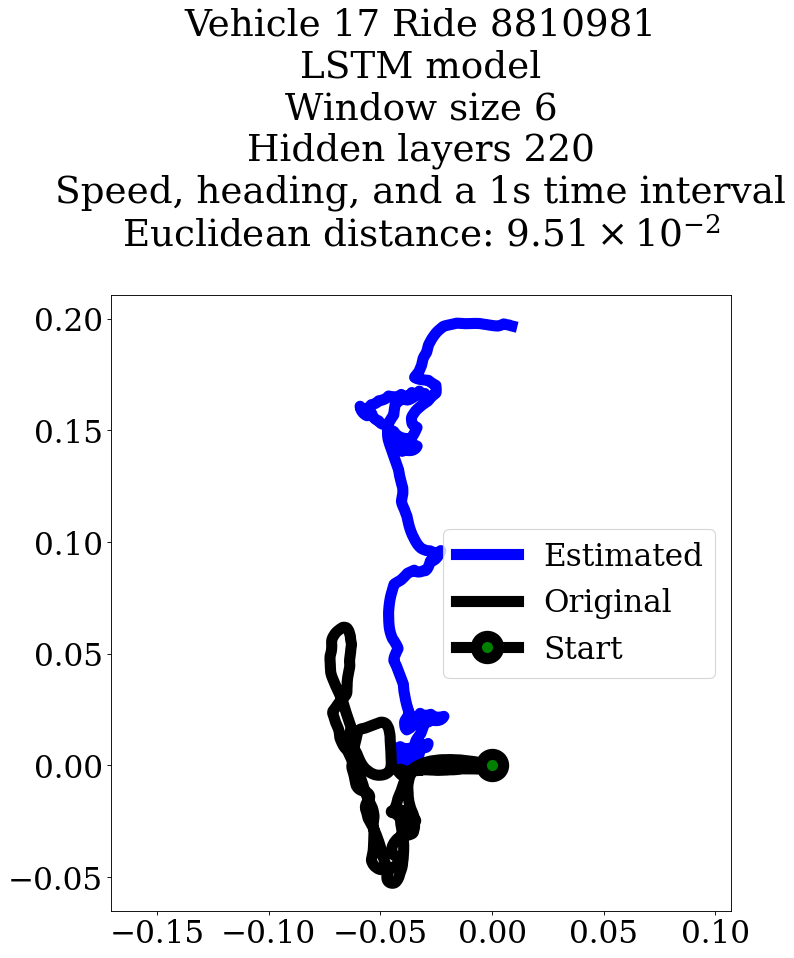 Vehicle 17 Ride 8810981
LSTM model
Window size 6
Hidden layers 220
Speed, heading, and a 1s time interval
Euclidean distance: 9.51 × 10⁻²
0.20
0.15
0.10
0.05
0.00
−0.05
Estimated
Original
Start
−0.15 −0.10 −0.05 0.00 0.05 0.10